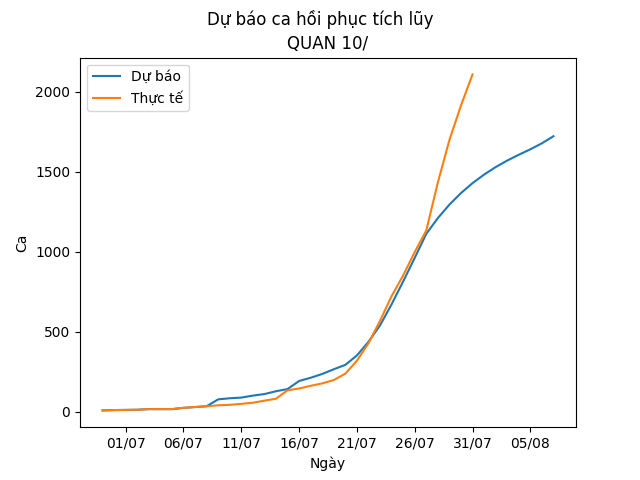 Dự báo ca hồi phục tích lũy
QUAN 10/
Dự báo
Thực tế
2000
1500
1000
500
0
Ca
01/07 06/07 11/07 16/07 21/07 26/07 31/07 05/08
Ngày